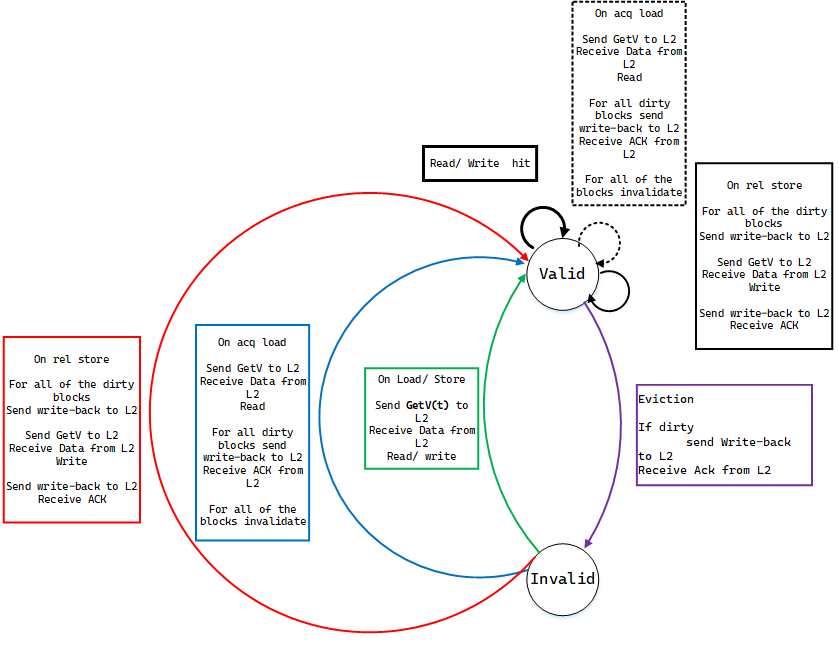 On acq load
Send GetV to L2
Receive Data from
L2
Read
For all dirty
blocks send
write-back to L2
Receive ACK from
L2
For all of the
blocks invalidate
Read/ Write hit
On rel store
For all of the dirty
blocks
Send write-back to L2
Send GetV to L2
Receive Data from L2
Write
Send write-back to L2
Receive ACK
Valid
On rel store
For all of the dirty
blocks
Send write-back to L2
Send GetV to L2
Receive Data from L2
Write
Send write-back to L2
Receive ACK
On acq load
Send GetV to L2
Receive Data from
L2
Read
For all dirty
blocks send
write-back to L2
Receive ACK from
L2
For all of the
blocks invalidate
On Load/ Store
Send GetV(t) to
L2
Receive Data from
L2
Read/ write
Eviction
If dirty
send Write-back
to L2
Receive Ack from L2
Invalid